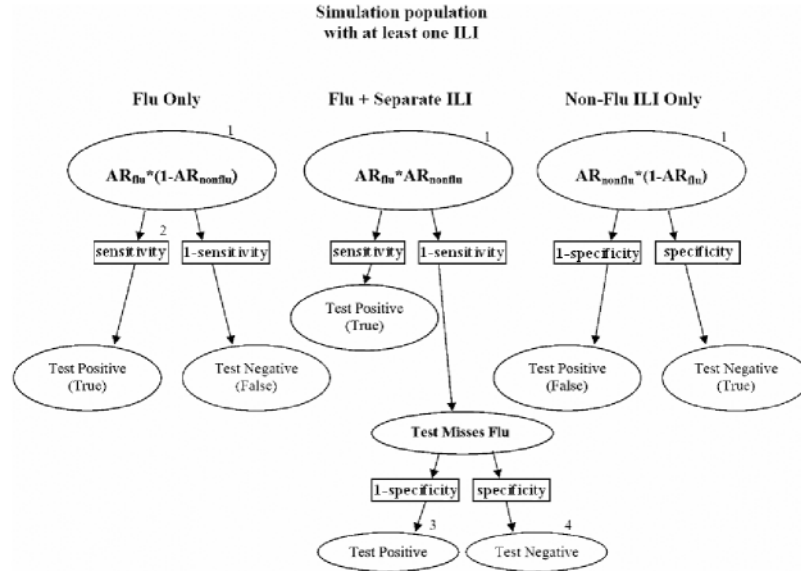 Simulation population
with at least one ILI
Flu Only
Flu + Separate ILI
Non-Flu ILI Only
1
ARflu*(1-ARnonflu)
1
ARflu*ARnonflu
1
ARnonflu*(1-ARflu)
sensitivity
2
1-sensitivity
sensitivity
1-sensitivity
1-specificity
specificity
Test Positive
(True)
Test Positive
(True)
Test Negative
(False)
Test Positive
(False)
Test Negative
(True)
Test Misses Flu
1-specificity
specificity
3
Test Positive
4
Test Negative